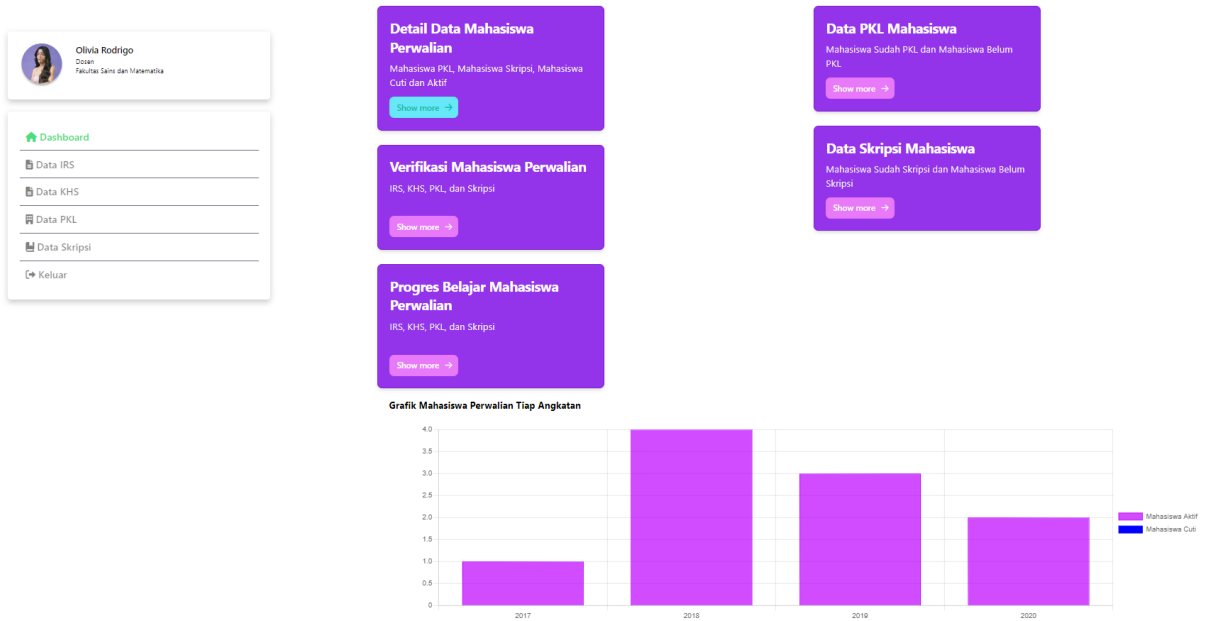 Olivia Rodrigo
Dosen
Fakultas Sains dan Matematika
Dashboard
Data IRS
Data KHS
Data PKL
Data Skripsi
Keluar
Detail Data Mahasiswa
Perwalian
Mahasiswa PKL, Mahasiswa Skripsi, Mahasiswa
Cuti dan Aktif
Show more →
Verifikasi Mahasiswa Perwalian
IRS, KHS, PKL, dan Skripsi
Show more →
Progres Belajar Mahasiswa
Perwalian
IRS, KHS, PKL, dan Skripsi
Show more →
Data PKL Mahasiswa
Mahasiswa Sudah PKL dan Mahasiswa Belum
PKL
Show more →
Data Skripsi Mahasiswa
Mahasiswa Sudah Skripsi dan Mahasiswa Belum
Skripsi
Show more →
Grafik Mahasiswa Perwalian Tiap Angkatan
4.0
3.5
3.0
2.5
2.0
1.5
1.0
0.5
0
2017 2018 2019 2020
Mahasiswa Aktif
Mahasiswa Cuti